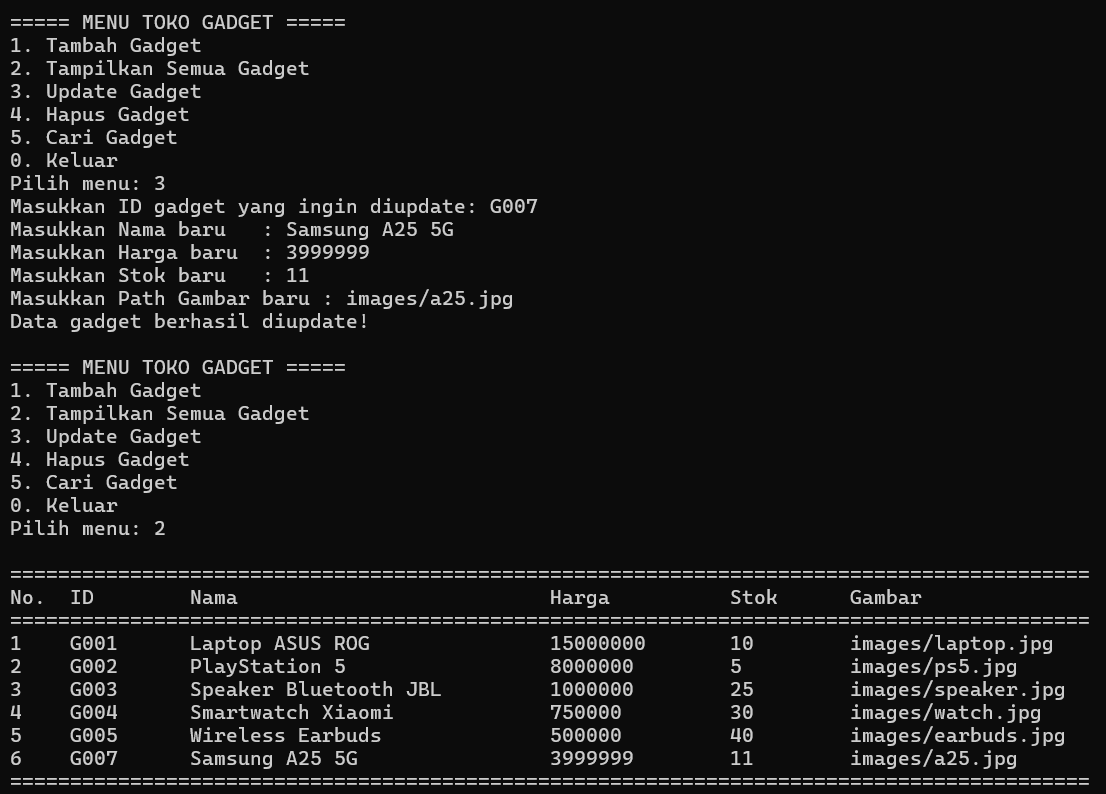 ===== MENU TOKO GADGET =====
1. Tambah Gadget
2. Tampilkan Semua Gadget
3. Update Gadget
4. Hapus Gadget
5. Cari Gadget
0. Keluar
Pilih menu: 3
Masukkan ID gadget yang ingin diupdate: G007
Masukkan Nama baru   : Samsung A25 5G
Masukkan Harga baru  : 3999999
Masukkan Stok baru   : 11
Masukkan Path Gambar baru : images/a25.jpg
Data gadget berhasil diupdate!

===== MENU TOKO GADGET =====
1. Tambah Gadget
2. Tampilkan Semua Gadget
3. Update Gadget
4. Hapus Gadget
5. Cari Gadget
0. Keluar
Pilih menu: 2

==========================================================================================
No.  ID        Nama                          Harga          Stok      Gambar
==========================================================================================
1    G001      Laptop ASUS ROG               15000000       10        images/laptop.jpg
2    G002      PlayStation 5                 8000000        5         images/ps5.jpg
3    G003      Speaker Bluetooth JBL         1000000        25        images/speaker.jpg
4    G004      Smartwatch Xiaomi             750000         30        images/watch.jpg
5    G005      Wireless Earbuds              500000         40        images/earbuds.jpg
6    G007      Samsung A25 5G                3999999        11        images/a25.jpg
==========================================================================================